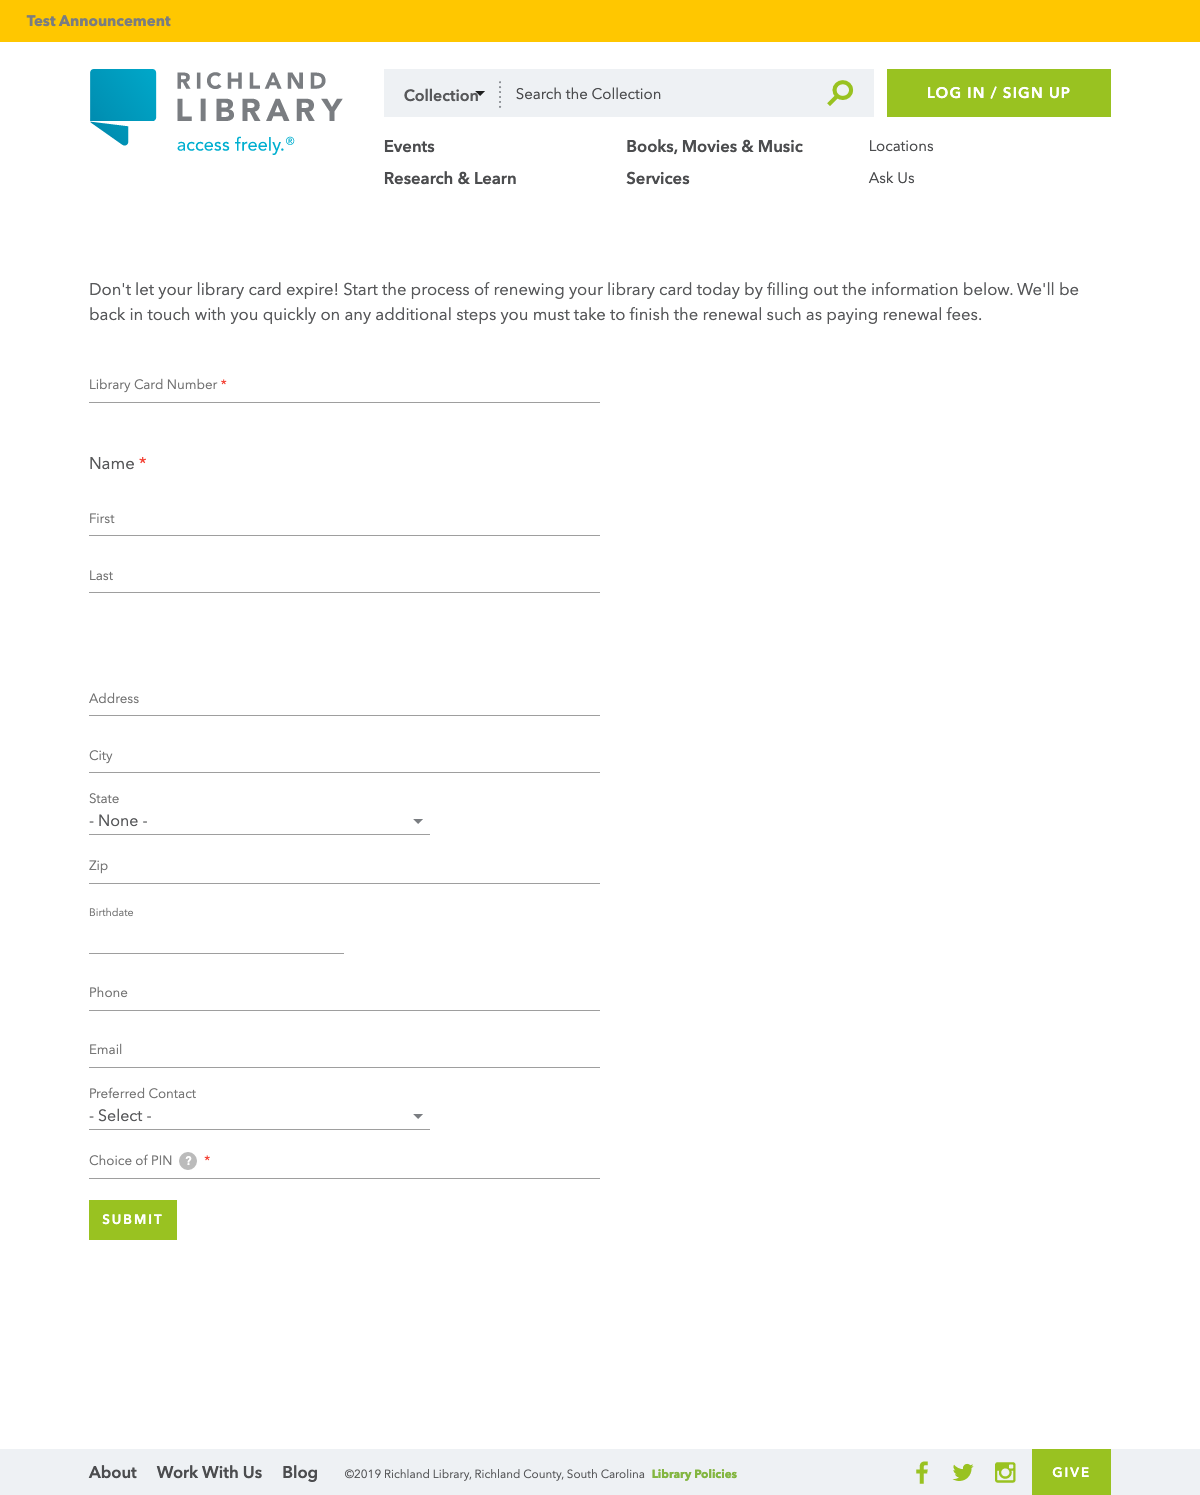 Test Announcement
RICHLAND
LIBRARY
access freely.®
Collection
Search the Collection
LOG IN / SIGN UP
Events
Books, Movies & Music
Locations
Research & Learn
Services
Ask Us
Don't let your library card expire! Start the process of renewing your library card today by filling out the information below. We'll be
back in touch with you quickly on any additional steps you must take to finish the renewal such as paying renewal fees.
Library Card Number *
Name *
First
Last
Address
City
State
- None -
Zip
Birthdate
Phone
Email
Preferred Contact
- Select -
Choice of PIN ? *
SUBMIT
About Work With Us Blog ©2019 Richland Library, Richland County, South Carolina Library Policies
GIVE